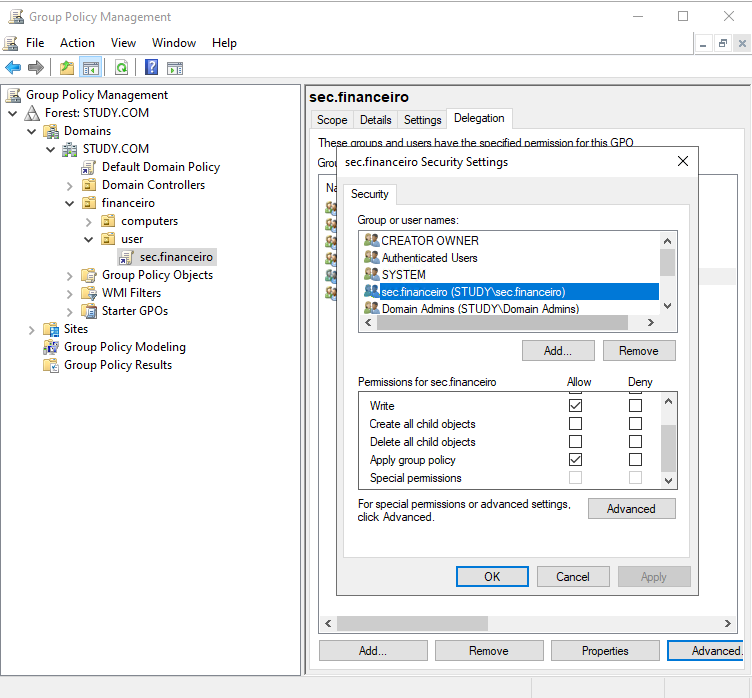 Group Policy Management
File Action View Window Help
Group Policy Management
Forest: STUDY.COM
Domains
STUDY.COM
Default Domain Policy
Domain Controllers
financeiro
computers
user
sec.financeiro
Group Policy Objects
WMI Filters
Starter GPOs
Sites
Group Policy Modeling
Group Policy Results
sec.financeiro
Scope Details Settings Delegation
These groups and users have the specified permission for this GPO
sec.financeiro Security Settings
Security
Group or user names:
CREATOR OWNER
Authenticated Users
SYSTEM
sec.financeiro (STUDY\sec.financeiro)
Domain Admins (STUDY\Domain Admins)
Add... Remove
Permissions for sec.financeiro Allow Deny
Write
Create all child objects
Delete all child objects
Apply group policy
Special permissions
For special permissions or advanced settings,
click Advanced.
Advanced
OK Cancel Apply
Add... Remove Properties Advanced.